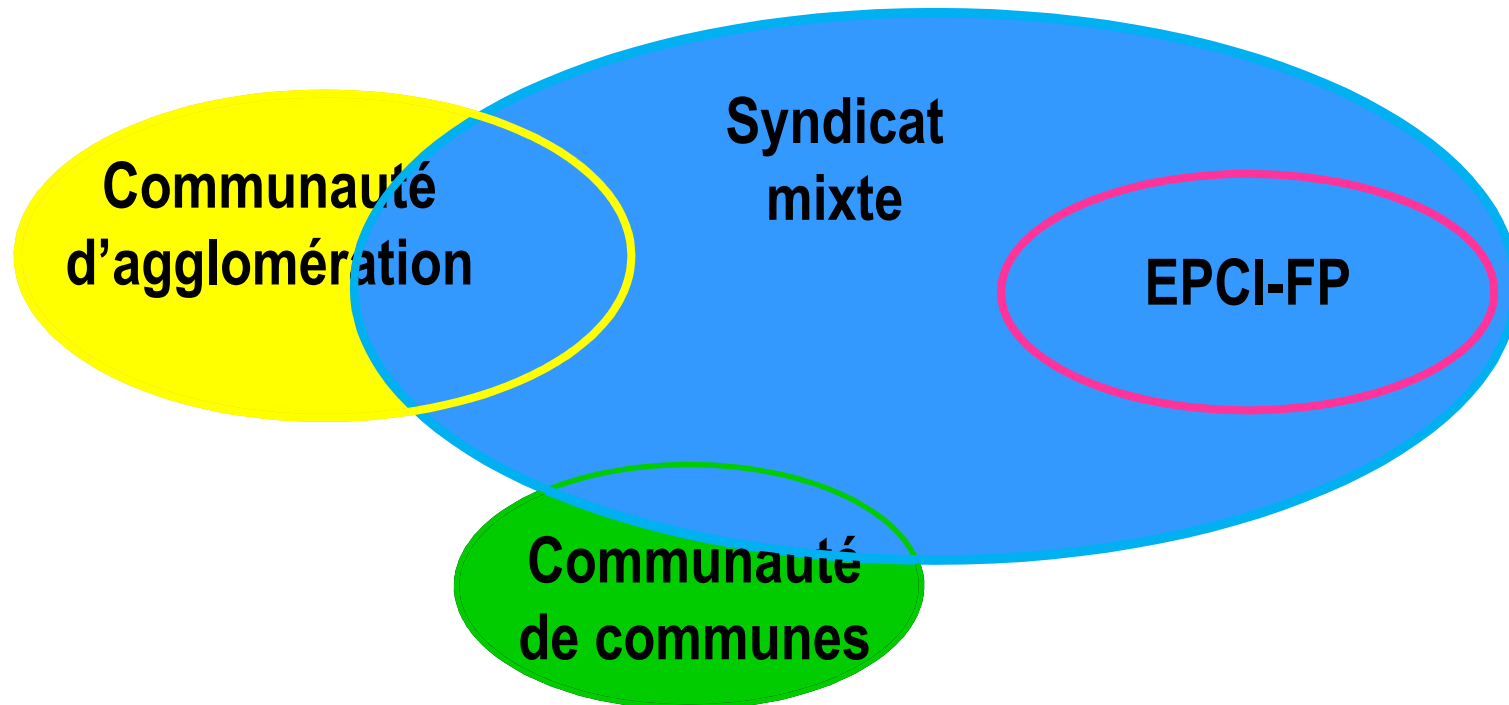 Syndicat
mixte
Communauté
d’agglomération
EPCI-FP
Communauté
de communes